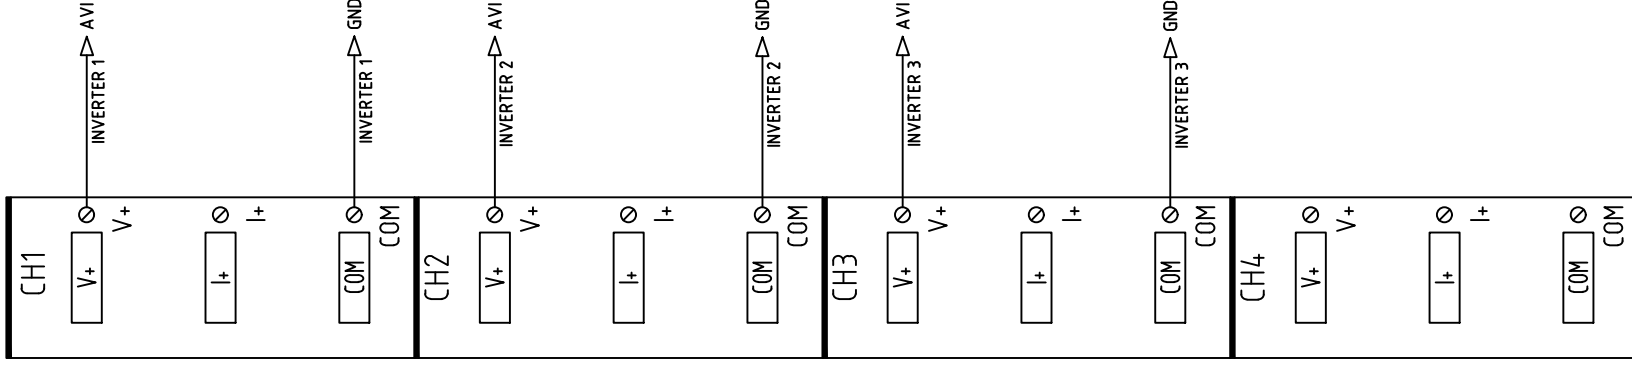 AVI
INVERTER 1
GND
INVERTER 1
AVI
INVERTER 2
GND
INVERTER 2
AVI
INVERTER 3
GND
INVERTER 3
CH1
V+
V+
I+
I+
COM
COM
CH2
V+
V+
I+
I+
COM
COM
CH3
V+
V+
I+
I+
COM
COM
CH4
V+
V+
I+
I+
COM
COM